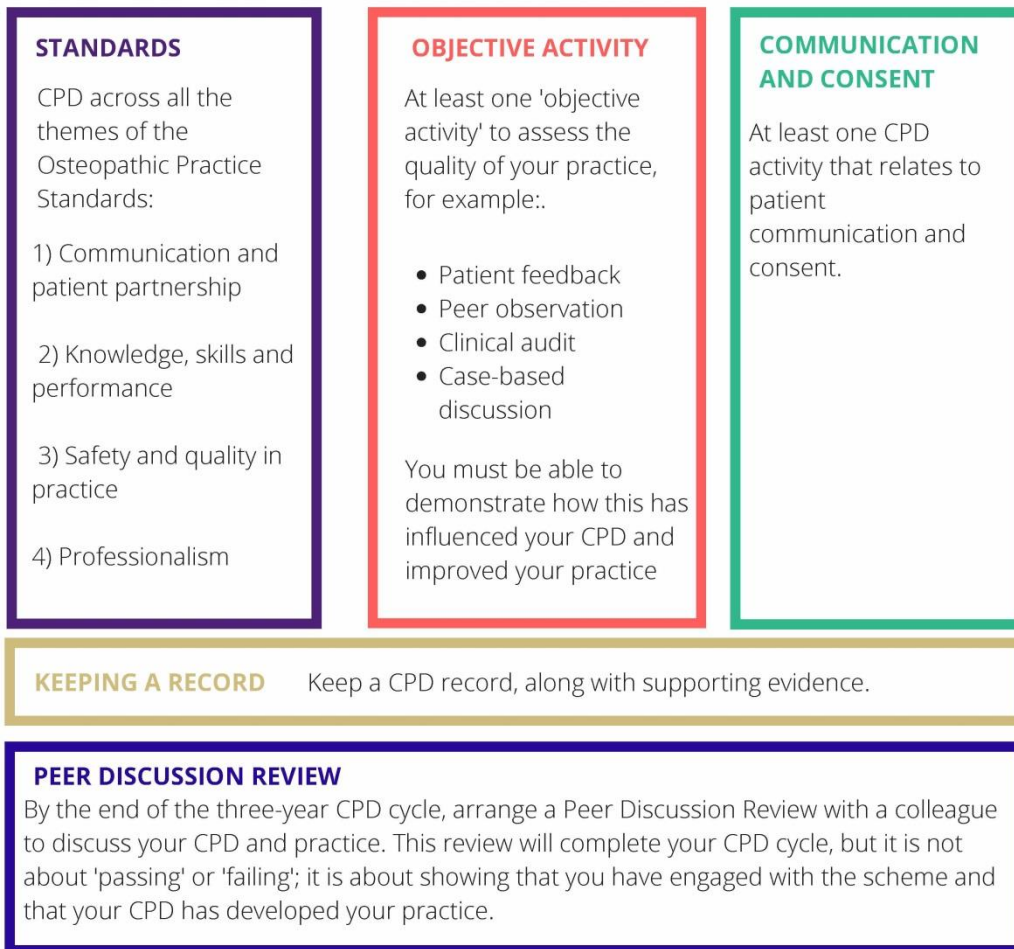 STANDARDS
CPD across all the
themes of the
Osteopathic Practice
Standards:
1) Communication and
patient partnership
2) Knowledge, skills and
performance
3) Safety and quality in
practice
4) Professionalism
OBJECTIVE ACTIVITY
At least one 'objective
activity' to assess the
quality of your practice,
for example:.
• Patient feedback
• Peer observation
• Clinical audit
• Case-based
discussion
You must be able to
demonstrate how this has
influenced your CPD and
improved your practice
COMMUNICATION
AND CONSENT
At least one CPD
activity that relates to
patient
communication and
consent.
KEEPING A RECORD Keep a CPD record, along with supporting evidence.
PEER DISCUSSION REVIEW
By the end of the three-year CPD cycle, arrange a Peer Discussion Review with a colleague
to discuss your CPD and practice. This review will complete your CPD cycle, but it is not
about 'passing' or 'failing'; it is about showing that you have engaged with the scheme and
that your CPD has developed your practice.